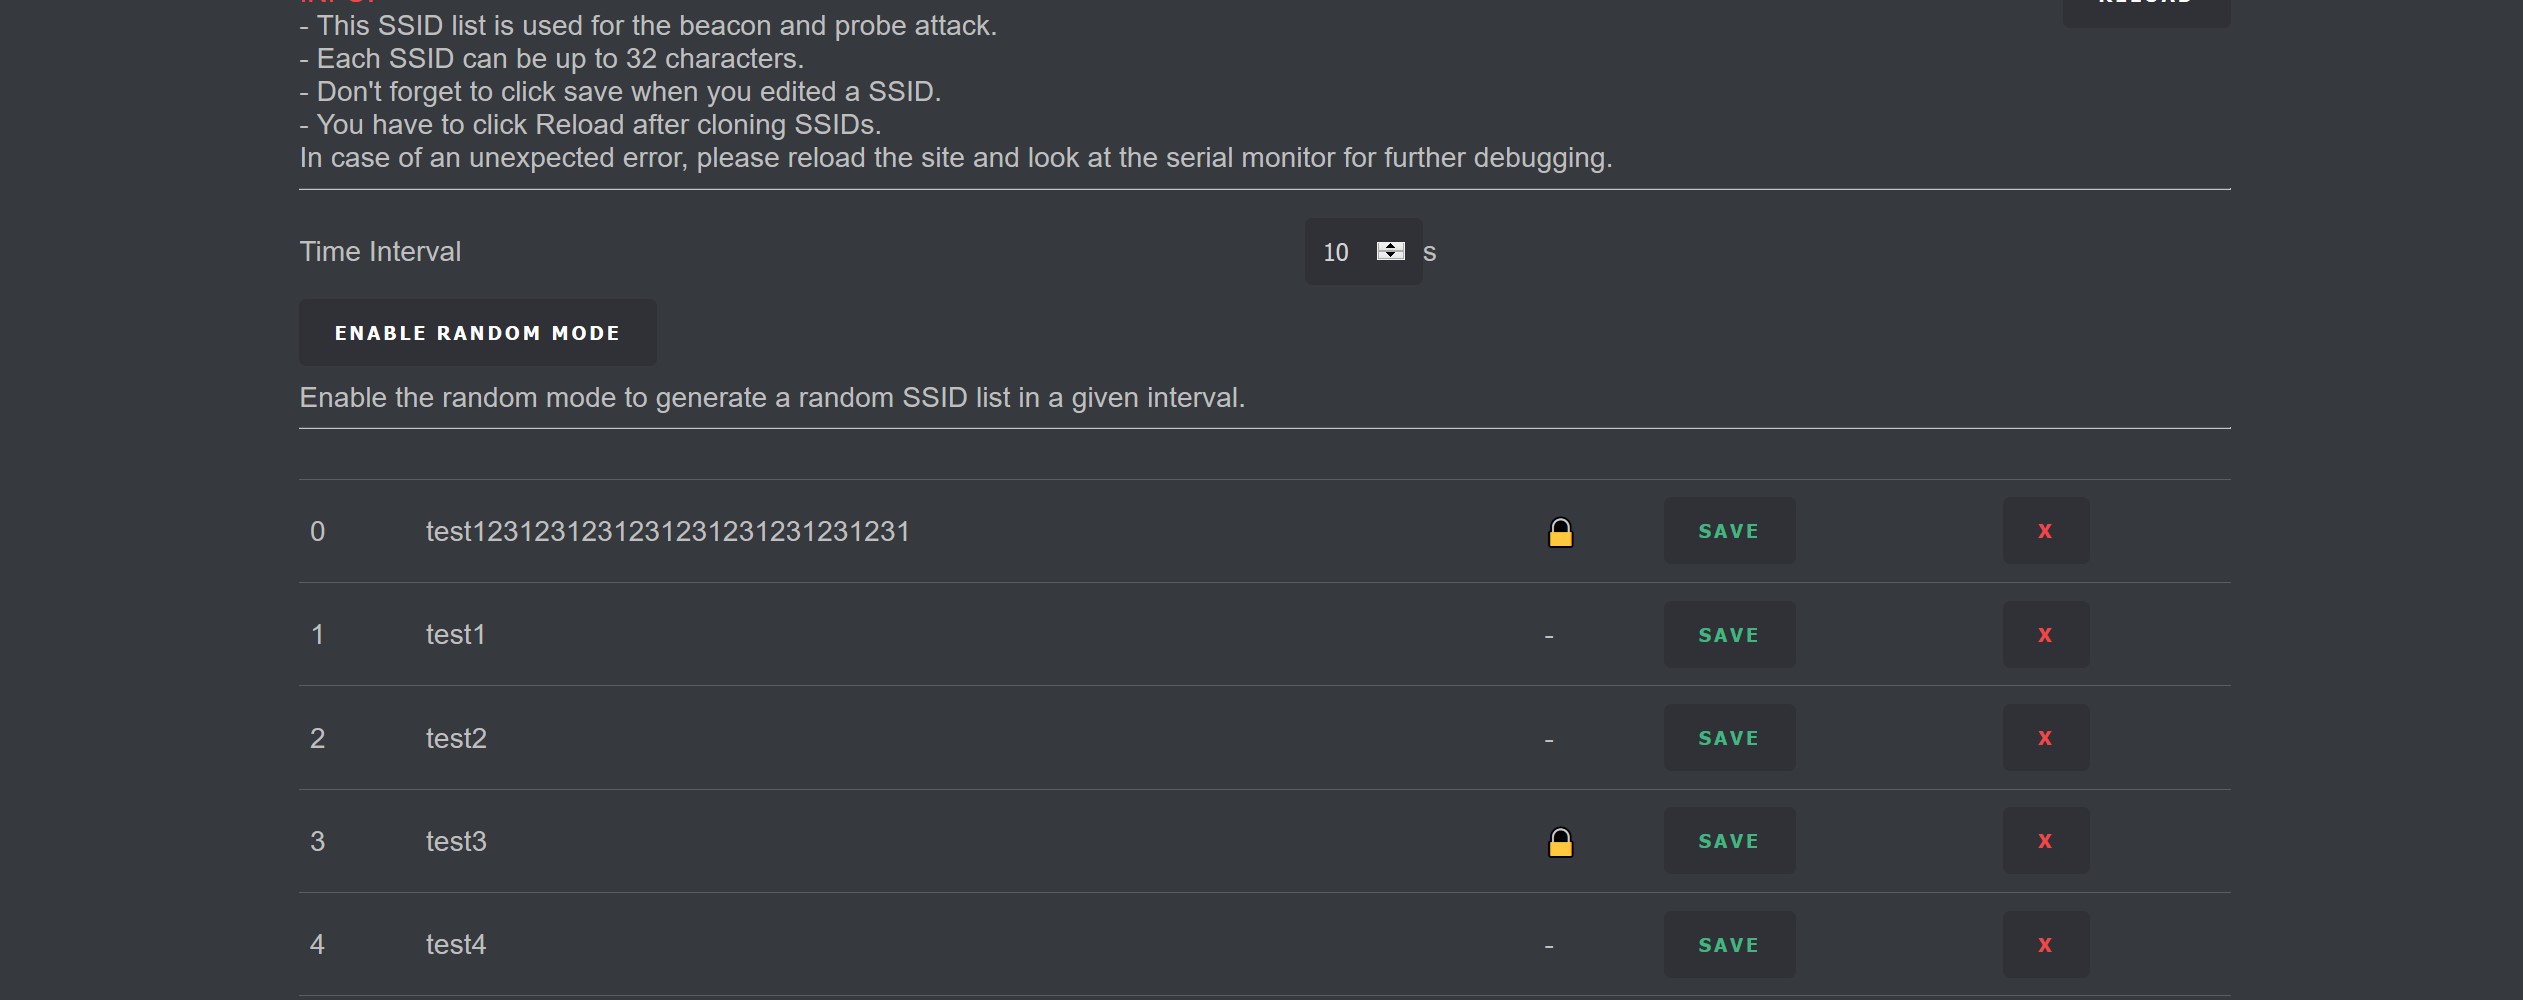 RELOAD
- This SSID list is used for the beacon and probe attack.
- Each SSID can be up to 32 characters.
- Don't forget to click save when you edited a SSID.
- You have to click Reload after cloning SSIDs.
In case of an unexpected error, please reload the site and look at the serial monitor for further debugging.
Time Interval 10 s
ENABLE RANDOM MODE
Enable the random mode to generate a random SSID list in a given interval.
0 test1231231231231231231231231231 SAVE X
1 test1 - SAVE X
2 test2 - SAVE X
3 test3 SAVE X
4 test4 - SAVE X